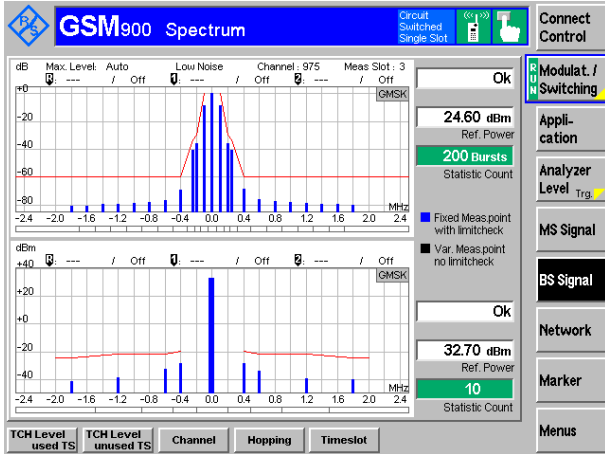 R/S
GSM900 Spectrum
Circuit
Switched
Single Slot
Connect
Control
dB Max. Level: Auto Low Noise Channel : 975 Meas Slot : 3
--- / Off 1: --- / Off 2: --- / Off
GMSK
+0
-20
-40
-60
-80
MHz
-2.4 -2.0 -1.6 -1.2 -0.8 -0.4 0.0 0.4 0.8 1.2 1.6 2.0 2.4
Ok
24.60 dBm
Ref. Power
200 Bursts
Statistic Count
Fixed Meas.point
with limitcheck
Var. Meas.point
no limitcheck
dBm
+40
--- / Off 1: --- / Off 2: --- / Off
GMSK
+20
+0
-20
-40
MHz
-2.4 -2.0 -1.6 -1.2 -0.8 -0.4 0.0 0.4 0.8 1.2 1.6 2.0 2.4
Ok
32.70 dBm
Ref. Power
10
Statistic Count
RUN
Modulat. /
Switching
Appli-
cation
Analyzer
Level Trg.
MS Signal
BS Signal
Network
Marker
Menus
TCH Level
used TS
TCH Level
unused TS
Channel
Hopping
Timeslot